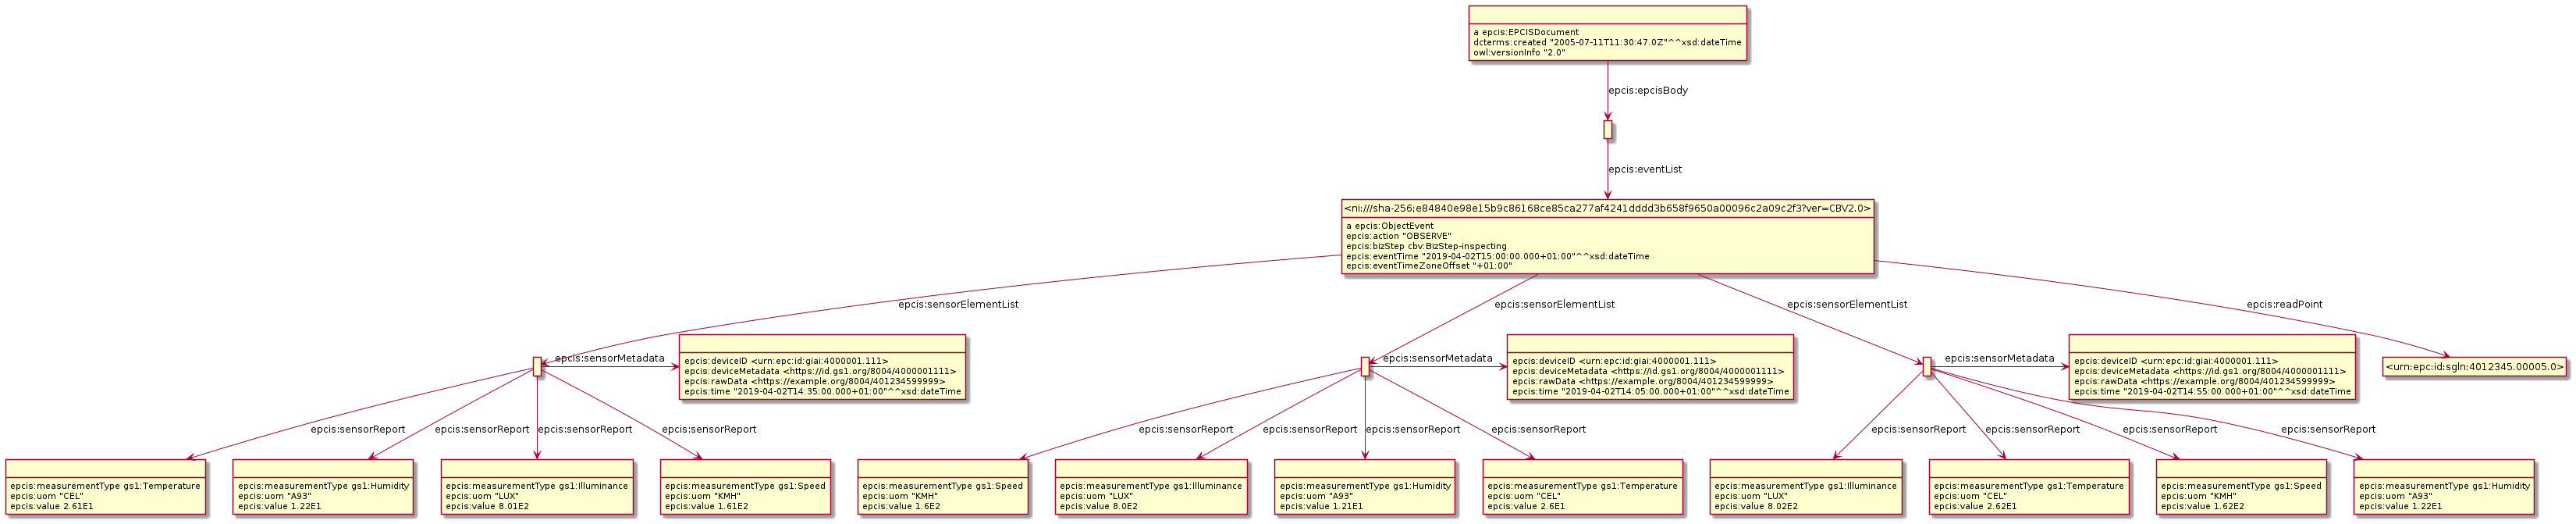 a epcis:EPCISDocument
dcterms:created "2005-07-11T11:30:47.0Z"^^xsd:dateTime
owl:versionInfo "2.0"
epcis:epcisBody
epcis:eventList
<ni:///sha-256;e84840e98e15b9c86168ce85ca277af4241dddd3b658f9650a00096c2a09c2f3?ver=CBV2.0>
a epcis:ObjectEvent
epcis:action "OBSERVE"
epcis:bizStep cbv:BizStep-inspecting
epcis:eventTime "2019-04-02T15:00:00.000+01:00"^^xsd:dateTime
epcis:eventTimeZoneOffset "+01:00"
epcis:sensorElementList
epcis:sensorElementList
epcis:sensorElementList
epcis:readPoint
epcis:sensorMetadata
epcis:deviceID <urn:epc:id:giai:4000001.111>
epcis:deviceMetadata <https://id.gs1.org/8004/4000001111>
epcis:rawData <https://example.org/8004/401234599999>
epcis:time "2019-04-02T14:35:00.000+01:00"^^xsd:dateTime
epcis:sensorMetadata
epcis:deviceID <urn:epc:id:giai:4000001.111>
epcis:deviceMetadata <https://id.gs1.org/8004/4000001111>
epcis:rawData <https://example.org/8004/401234599999>
epcis:time "2019-04-02T14:05:00.000+01:00"^^xsd:dateTime
epcis:sensorMetadata
epcis:deviceID <urn:epc:id:giai:4000001.111>
epcis:deviceMetadata <https://id.gs1.org/8004/4000001111>
epcis:rawData <https://example.org/8004/401234599999>
epcis:time "2019-04-02T14:55:00.000+01:00"^^xsd:dateTime
<urn:epc:id:sgln:4012345.00005.0>
epcis:sensorReport
epcis:sensorReport
epcis:sensorReport
epcis:sensorReport
epcis:sensorReport
epcis:sensorReport
epcis:sensorReport
epcis:sensorReport
epcis:sensorReport
epcis:sensorReport
epcis:sensorReport
epcis:sensorReport
epcis:measurementType gs1:Temperature
epcis:uom "CEL"
epcis:value 2.61E1
epcis:measurementType gs1:Humidity
epcis:uom "A93"
epcis:value 1.22E1
epcis:measurementType gs1:Illuminance
epcis:uom "LUX"
epcis:value 8.01E2
epcis:measurementType gs1:Speed
epcis:uom "KMH"
epcis:value 1.61E2
epcis:measurementType gs1:Speed
epcis:uom "KMH"
epcis:value 1.6E2
epcis:measurementType gs1:Illuminance
epcis:uom "LUX"
epcis:value 8.0E2
epcis:measurementType gs1:Humidity
epcis:uom "A93"
epcis:value 1.21E1
epcis:measurementType gs1:Temperature
epcis:uom "CEL"
epcis:value 2.6E1
epcis:measurementType gs1:Illuminance
epcis:uom "LUX"
epcis:value 8.02E2
epcis:measurementType gs1:Temperature
epcis:uom "CEL"
epcis:value 2.62E1
epcis:measurementType gs1:Speed
epcis:uom "KMH"
epcis:value 1.62E2
epcis:measurementType gs1:Humidity
epcis:uom "A93"
epcis:value 1.22E1